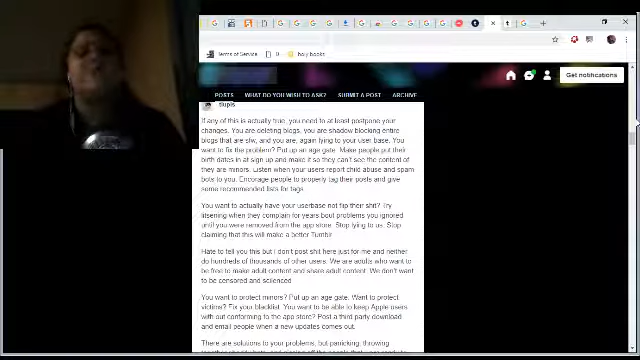 Terms of Service
0
holy books
Get notifications
POSTS WHAT DO YOU WISH TO ASK? SUBMIT A POST ARCHIVE
If any of this is actually true, you need to at least postpone your
changes. You are deleting blogs, you are shadow blocking entire
blogs that are sfw, and you are, again lying to your user base. You
want to fix the problem? Put up an age gate. Make people put their
birth dates in at sign up and make it so they can't see the content of
they are minors. Listen when your users report child abuse and spam
bots to you. Encorage people to properly tag their posts and give
some recomended lists for tags
You want to actually have your userbase not flip their shit? Try
litsening when they complain for years bout problems you ignored
until you were removed from the app store. Stop lying to us. Stop
claiming that this will make a better Tumblr
Hate to tell you this but i don't post shit here just for me and neither
do hundreds of thousands of other users. We are adults who want to
be free to make adult content and share adult content. We don't want
to be censored and scilenced
You want to protect minors? Put up an age gate. Want to protect
victims? Fix your blacklist. You want to be able to keep Apple users
with out conforming to the app store? Post a third party download
and email people when a new updates comes out.
There are solutions to your problems, but panicking, throwing